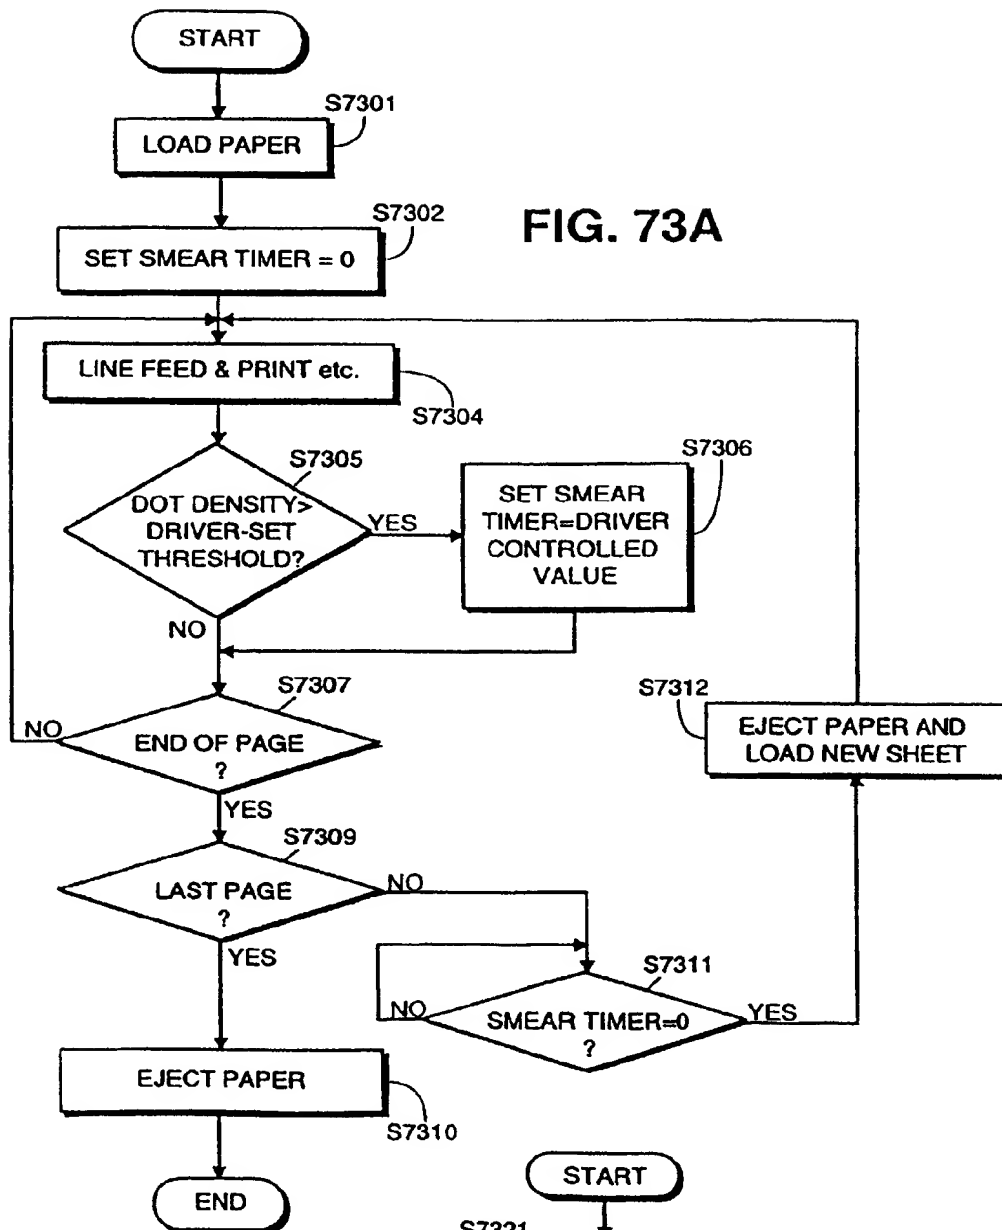 START
S7301
LOAD PAPER
S7302
FIG. 73A
SET SMEAR TIMER = 0
LINE FEED & PRINT etc.
S7304
S7305
DOT DENSITY>
DRIVER-SET
THRESHOLD?
YES
S7306
SET SMEAR
TIMER=DRIVER
CONTROLLED
VALUE
NO
S7307
END OF PAGE
?
NO
YES
S7312
EJECT PAPER AND
LOAD NEW SHEET
S7309
LAST PAGE
?
NO
YES
S7311
SMEAR TIMER=0
?
NO
YES
EJECT PAPER
S7310
END
START
S7321